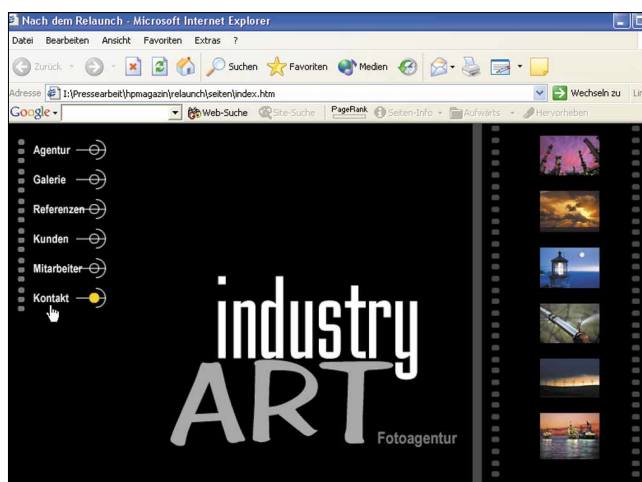 Nach dem Relaunch - Microsoft Internet Explorer
Datei Bearbeiten Ansicht Favoriten Extras ?
Zurück Suchen Favoriten Medien
Adresse I:\Pressearbeit\hpmagazin\relaunch\seiten\index.htm Wechseln zu Lin
Google Web-Suche Site-Suche PageRank Seiten-Info Aufwärts Hervorheben
Agentur
Galerie
Referenzen
Kunden
Mitarbeiter
Kontakt
industry
ART
Fotoagentur